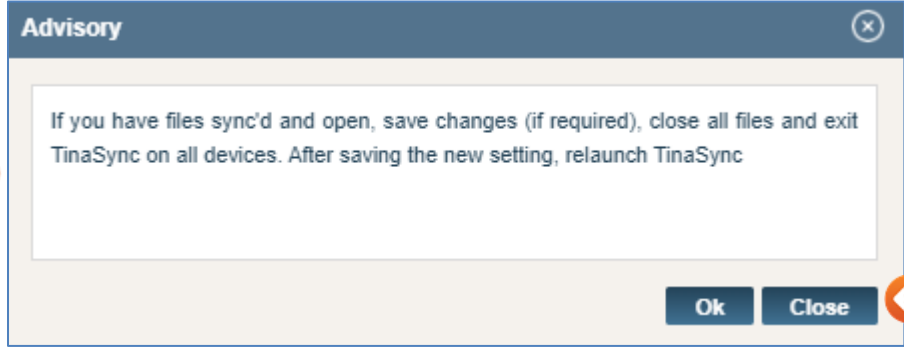 Advisory
If you have files sync'd and open, save changes (if required), close all files and exit
TinaSync on all devices. After saving the new setting, relaunch TinaSync
Ok Close